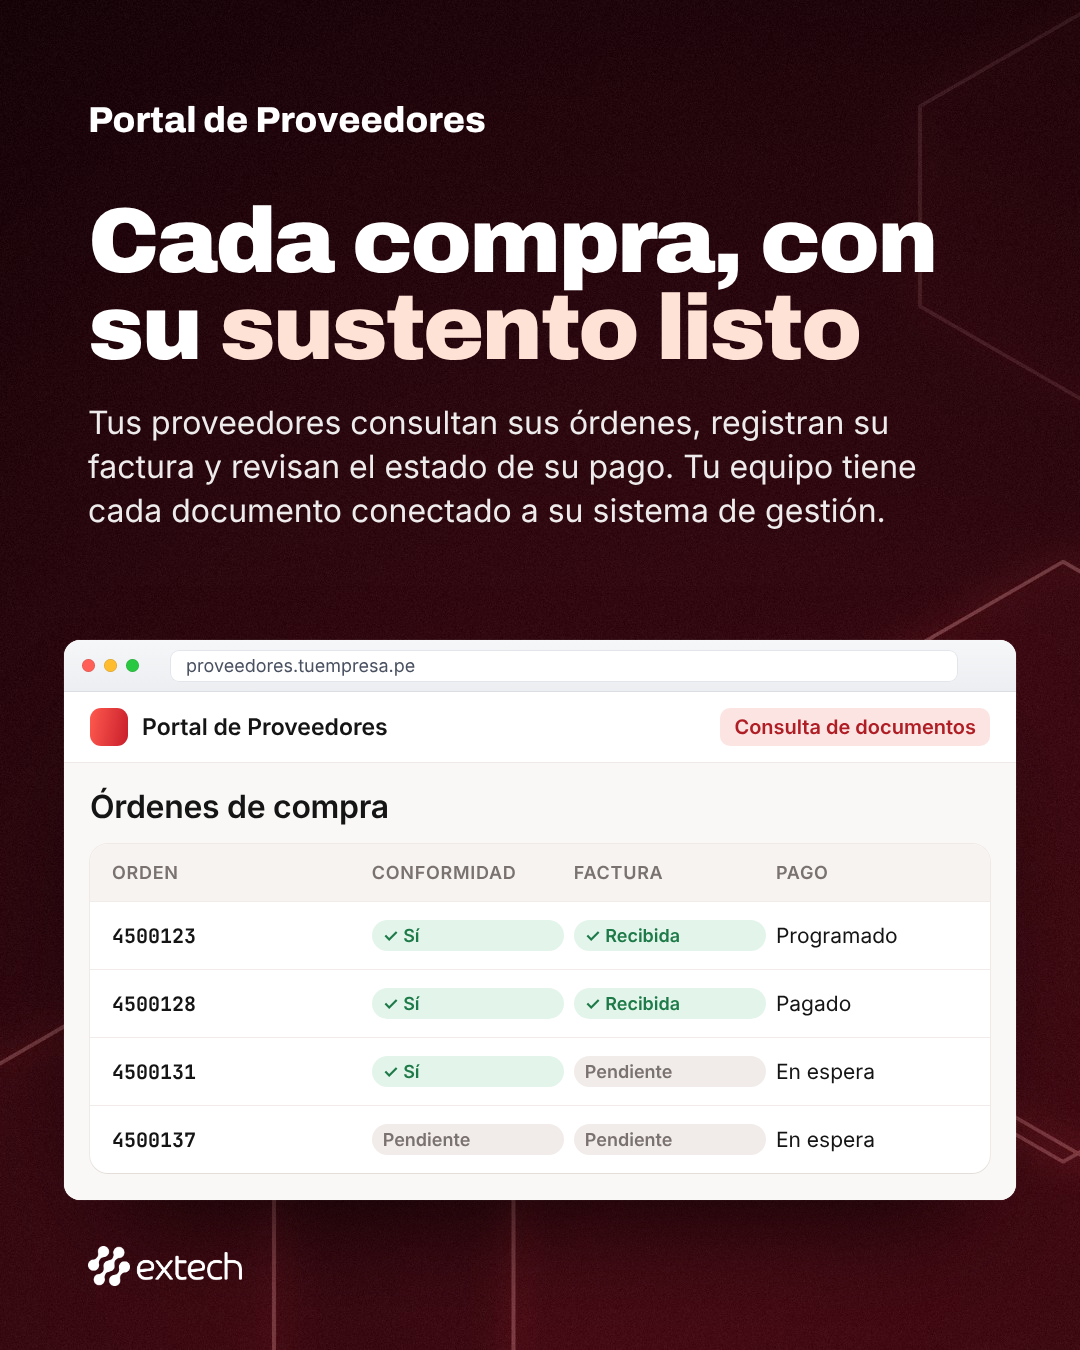 Portal de Proveedores
Cada compra, con
su sustento listo
Tus proveedores consultan sus órdenes, registran su
factura y revisan el estado de su pago. Tu equipo tiene
cada documento conectado a su sistema de gestión.
proveedores.tuempresa.pe
Portal de Proveedores
Consulta de documentos
Órdenes de compra
ORDEN CONFORMIDAD FACTURA PAGO
4500123 ✓ Sí ✓ Recibida Programado
4500128 ✓ Sí ✓ Recibida Pagado
4500131 ✓ Sí Pendiente En espera
4500137 Pendiente Pendiente En espera
extech